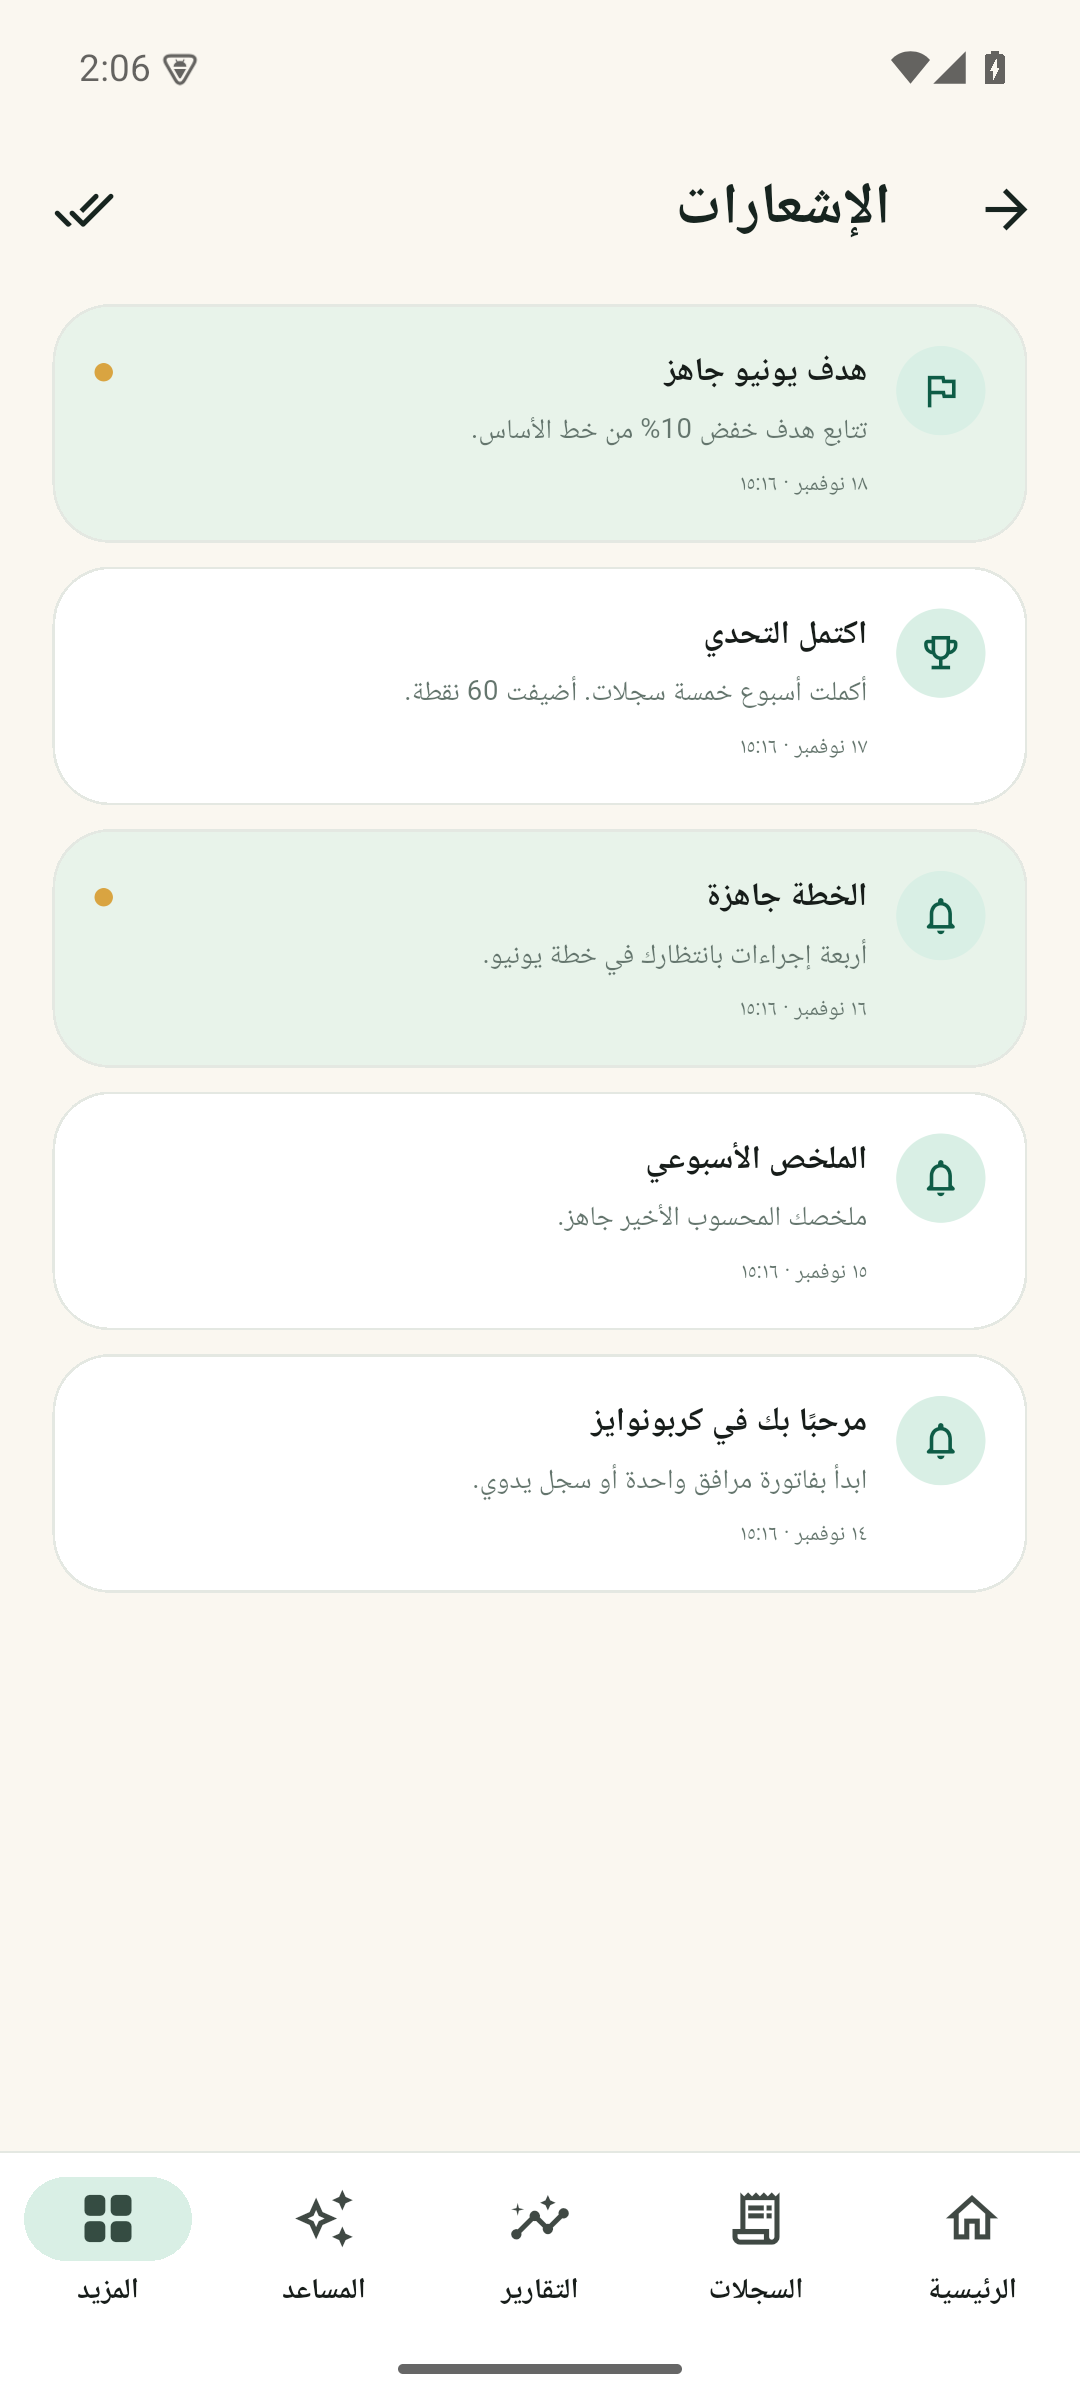 2:06
الإشعارات
هدف يونيو جاهز
تتابع هدف خفض 10% من خط الأساس.
١٨ نوفمبر · ١٥:١٦
اكتمل التحدي
أكملت أسبوع خمسة سجلات. أضيفت 60 نقطة.
١٧ نوفمبر · ١٥:١٦
الخطة جاهزة
أربعة إجراءات بانتظارك في خطة يونيو.
١٦ نوفمبر · ١٥:١٦
الملخص الأسبوعي
ملخصك المحسوب الأخير جاهز.
١٥ نوفمبر · ١٥:١٦
مرحبًا بك في كربونوايز
ابدأ بفاتورة مرافق واحدة أو سجل يدوي.
١٤ نوفمبر · ١٥:١٦
الرئيسية
السجلات
التقارير
المساعد
المزيد